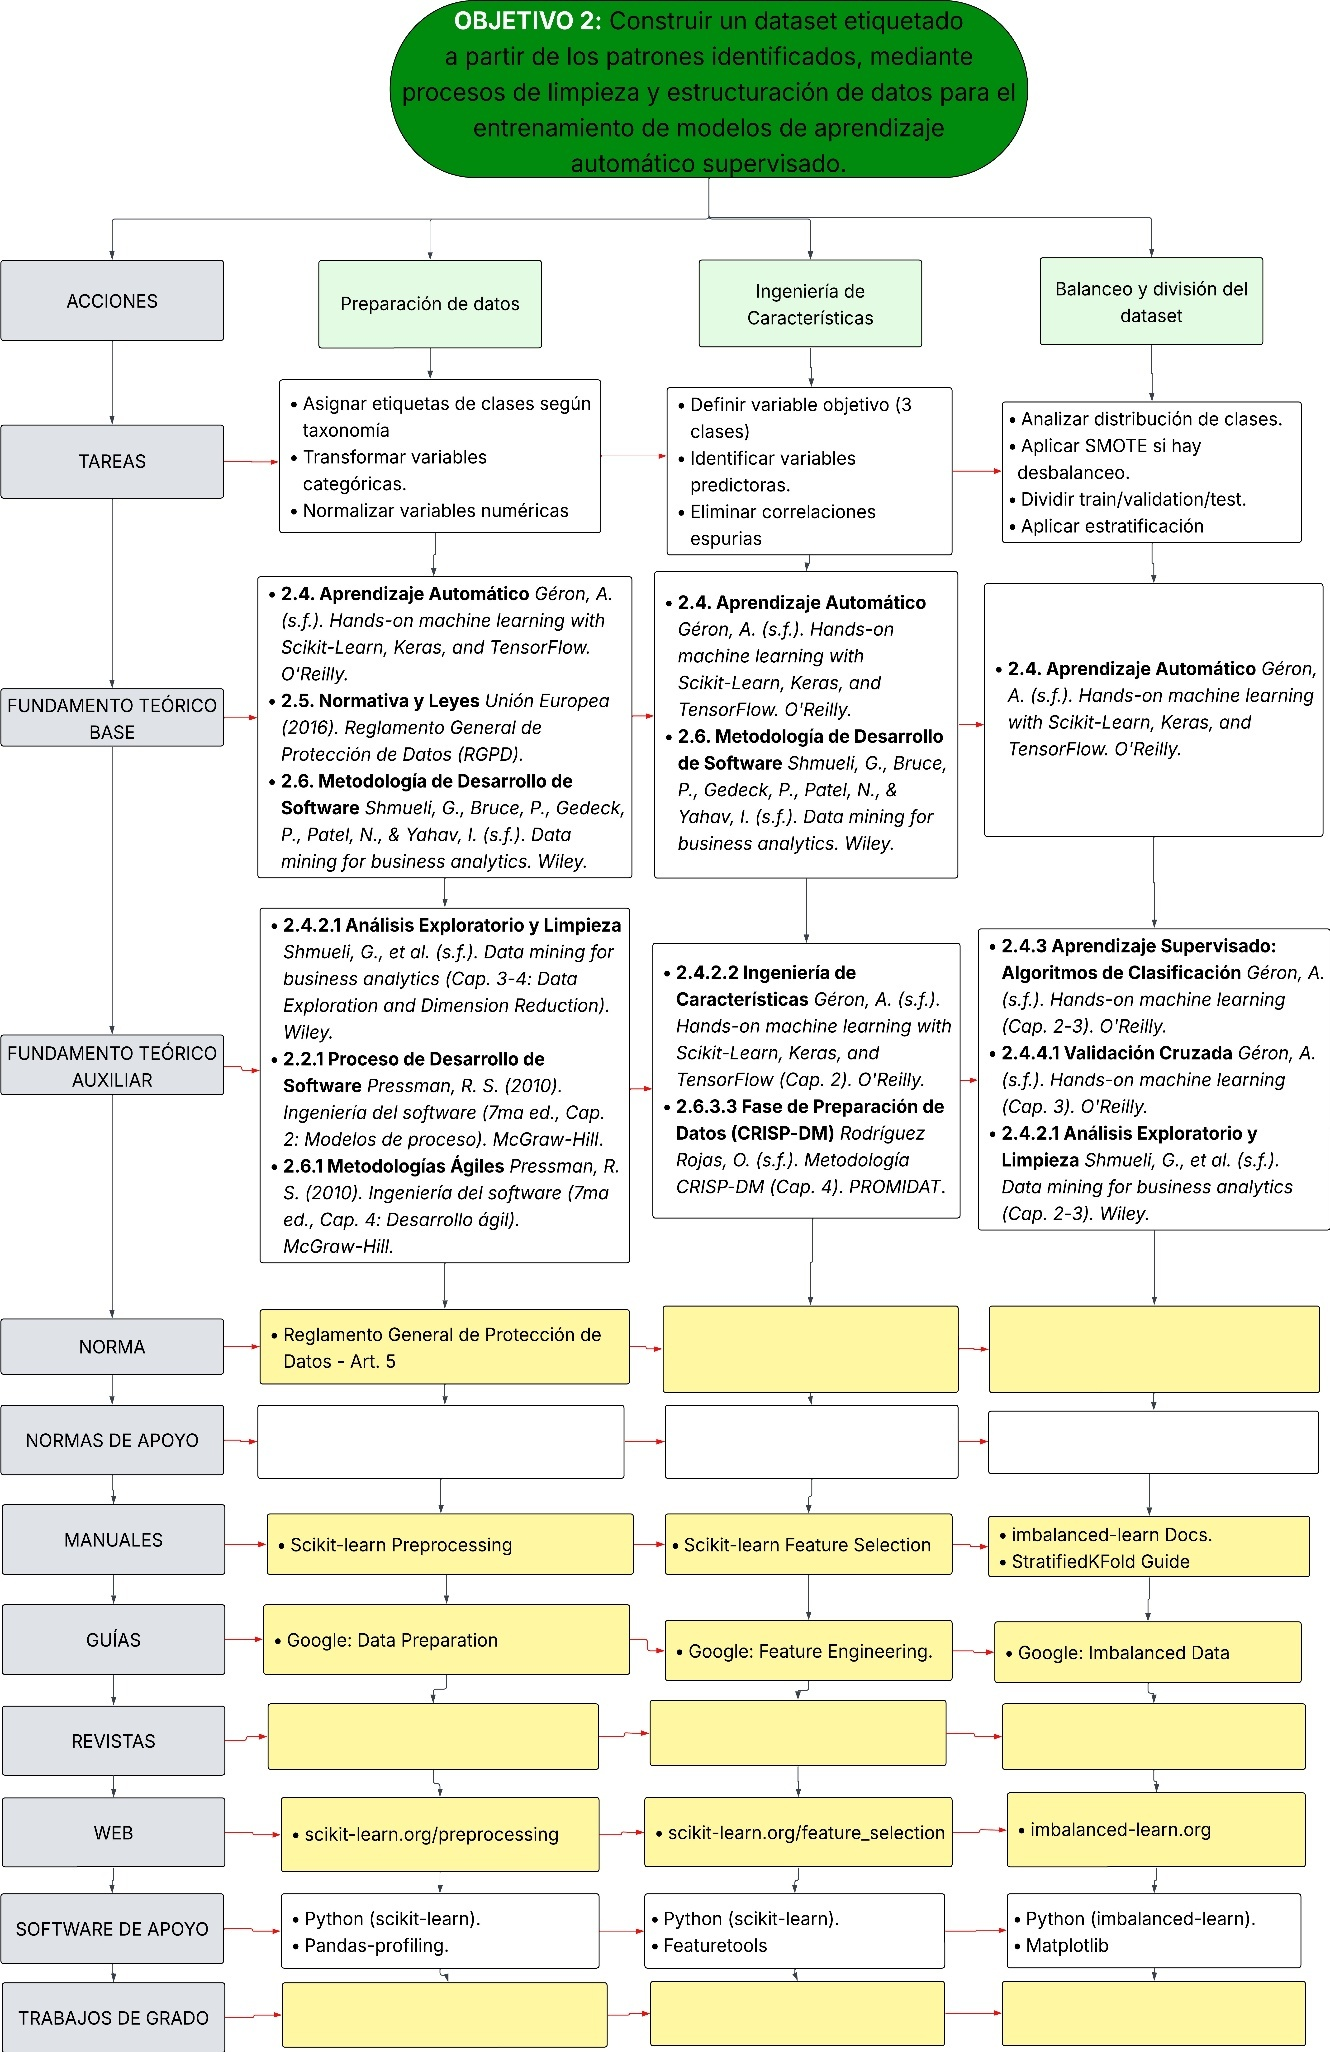 OBJETIVO 2: Construir un dataset etiquetado
a partir de los patrones identificados, mediante
procesos de limpieza y estructuración de datos para el
entrenamiento de modelos de aprendizaje
automático supervisado.
ACCIONES
Preparación de datos
Ingeniería de
Características
Balanceo y división del
dataset
TAREAS
• Asignar etiquetas de clases según
taxonomía
• Transformar variables
categóricas.
• Normalizar variables numéricas
• Definir variable objetivo (3
clases)
• Identificar variables
predictoras.
• Eliminar correlaciones
espurias
• Analizar distribución de clases.
• Aplicar SMOTE si hay
desbalanceo.
• Dividir train/validation/test.
• Aplicar estratificación
FUNDAMENTO TEÓRICO
BASE
• 2.4. Aprendizaje Automático Géron, A.
(s.f.). Hands-on machine learning with
Scikit-Learn, Keras, and TensorFlow.
O'Reilly.
• 2.5. Normativa y Leyes Unión Europea
(2016). Reglamento General de
Protección de Datos (RGPD).
• 2.6. Metodología de Desarrollo de
Software Shmueli, G., Bruce, P., Gedeck,
P., Patel, N., & Yahav, I. (s.f.). Data
mining for business analytics. Wiley.
• 2.4. Aprendizaje Automático
Géron, A. (s.f.). Hands-on
machine learning with
Scikit-Learn, Keras, and
TensorFlow. O'Reilly.
• 2.6. Metodología de Desarrollo
de Software Shmueli, G., Bruce,
P., Gedeck, P., Patel, N., &
Yahav, I. (s.f.). Data mining for
business analytics. Wiley.
• 2.4. Aprendizaje Automático Géron,
A. (s.f.). Hands-on machine learning
with Scikit-Learn, Keras, and
TensorFlow. O'Reilly.
FUNDAMENTO TEÓRICO
AUXILIAR
• 2.4.2.1 Análisis Exploratorio y Limpieza
Shmueli, G., et al. (s.f.). Data mining for
business analytics (Cap. 3-4: Data
Exploration and Dimension Reduction).
Wiley.
• 2.2.1 Proceso de Desarrollo de
Software Pressman, R. S. (2010).
Ingeniería del software (7ma ed., Cap.
2: Modelos de proceso). McGraw-Hill.
• 2.6.1 Metodologías Ágiles Pressman, R.
S. (2010). Ingeniería del software (7ma
ed., Cap. 4: Desarrollo ágil).
McGraw-Hill.
• 2.4.2.2 Ingeniería de
Características Géron, A. (s.f.).
Hands-on machine learning with
Scikit-Learn, Keras, and
TensorFlow (Cap. 2). O'Reilly.
• 2.6.3.3 Fase de Preparación de
Datos (CRISP-DM) Rodríguez
Rojas, O. (s.f.). Metodología
CRISP-DM (Cap. 4). PROMIDAT.
• 2.4.3 Aprendizaje Supervisado:
Algoritmos de Clasificación Géron, A.
(s.f.). Hands-on machine learning
(Cap. 2-3). O'Reilly.
• 2.4.4.1 Validación Cruzada Géron, A.
(s.f.). Hands-on machine learning
(Cap. 3). O'Reilly.
• 2.4.2.1 Análisis Exploratorio y
Limpieza Shmueli, G., et al. (s.f.).
Data mining for business analytics
(Cap. 2-3). Wiley.
NORMA
• Reglamento General de Protección de
Datos - Art. 5
NORMAS DE APOYO
MANUALES
• Scikit-learn Preprocessing
• Scikit-learn Feature Selection
• imbalanced-learn Docs.
• StratifiedKFold Guide
GUÍAS
• Google: Data Preparation
• Google: Feature Engineering.
• Google: Imbalanced Data
REVISTAS
WEB
• scikit-learn.org/preprocessing
• scikit-learn.org/feature_selection
• imbalanced-learn.org
SOFTWARE DE APOYO
• Python (scikit-learn).
• Pandas-profiling.
• Python (scikit-learn).
• Featuretools
• Python (imbalanced-learn).
• Matplotlib
TRABAJOS DE GRADO